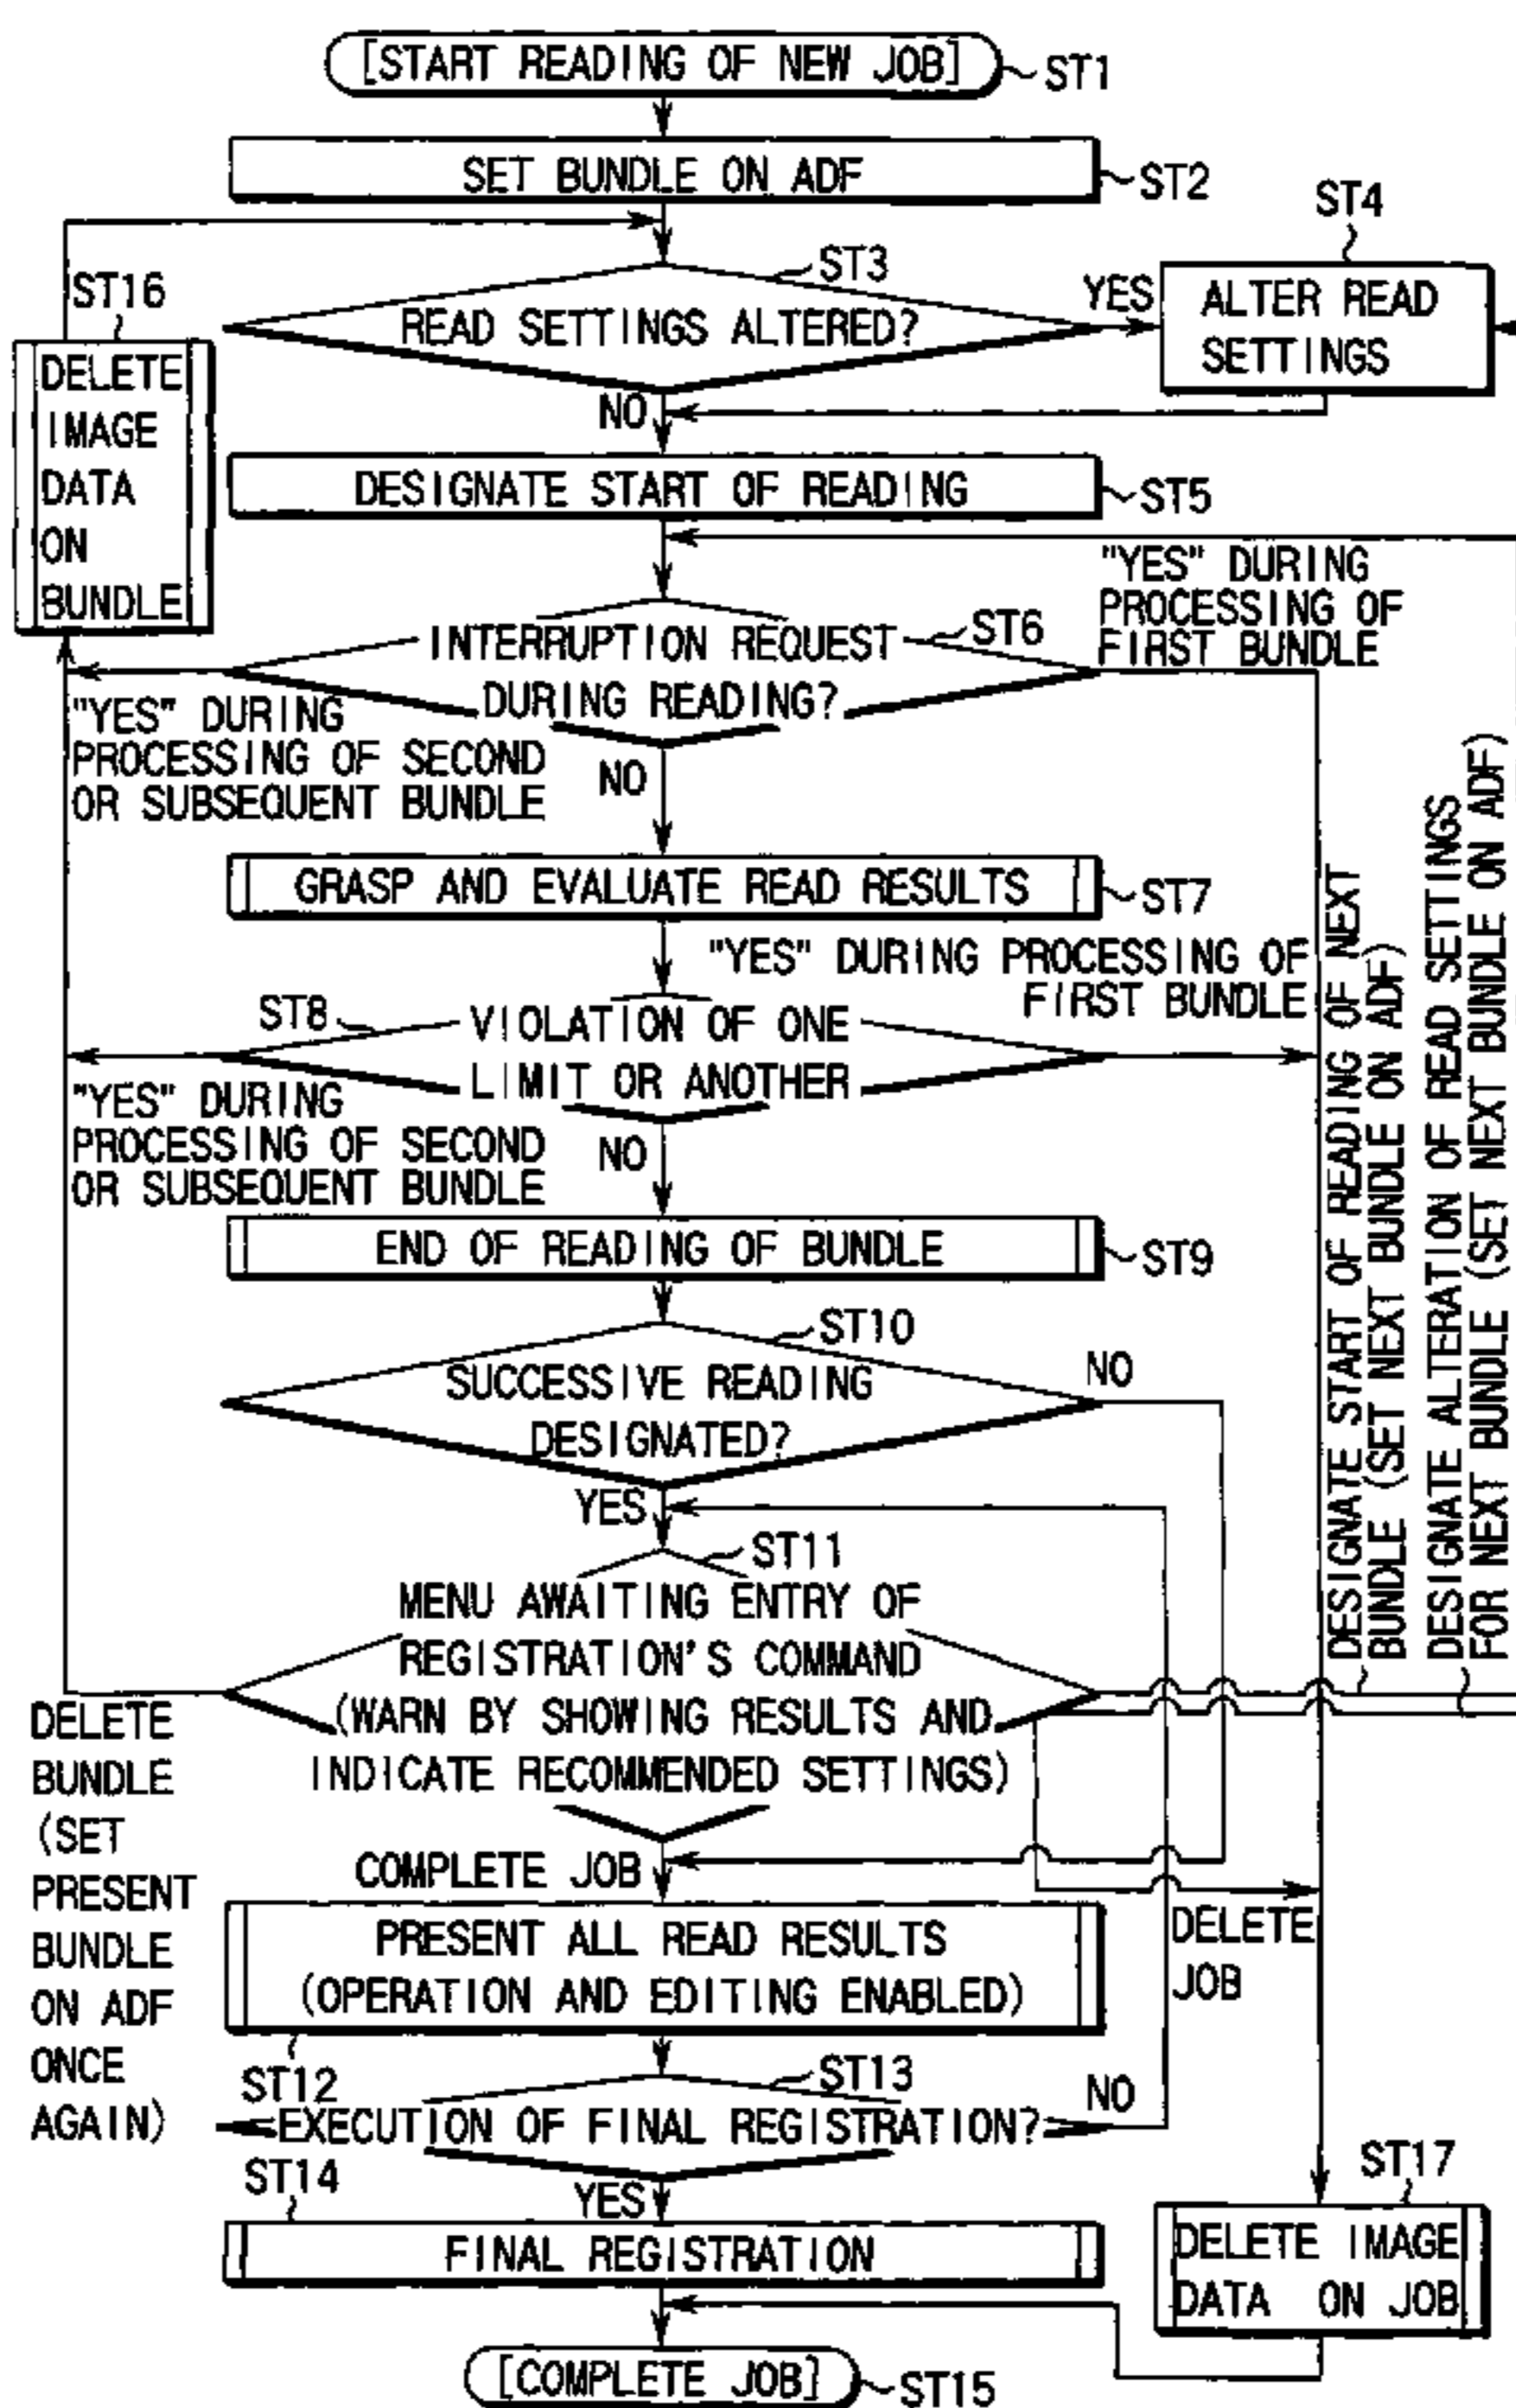 [START READING OF NEW JOB]
ST1
SET BUNDLE ON ADF
ST2
ST4
ST3
ST16
READ SETTINGS ALTERED?
YES
ALTER READ
SETTINGS
DELETE
IMAGE
DATA
ON
BUNDLE
NO
DESIGNATE START OF READING
ST5
"YES" DURING
PROCESSING OF
FIRST BUNDLE
INTERRUPTION REQUEST
DURING READING?
ST6
"YES" DURING
PROCESSING OF SECOND
OR SUBSEQUENT BUNDLE
NO
GRASP AND EVALUATE READ RESULTS
ST7
"YES" DURING PROCESSING OF
FIRST BUNDLE
ST8
VIOLATION OF ONE
LIMIT OR ANOTHER
"YES" DURING
PROCESSING OF SECOND
OR SUBSEQUENT BUNDLE
NO
DESIGNATE START OF READING OF NEXT
BUNDLE (SET NEXT BUNDLE ON ADF)
DESIGNATE ALTERATION OF READ SETTINGS
FOR NEXT BUNDLE (SET NEXT BUNDLE ON ADF)
END OF READING OF BUNDLE
ST9
ST10
SUCCESSIVE READING
DESIGNATED?
NO
YES
ST11
MENU AWAITING ENTRY OF
REGISTRATION'S COMMAND
(WARN BY SHOWING RESULTS AND
INDICATE RECOMMENDED SETTINGS)
DELETE
BUNDLE
(SET
PRESENT
BUNDLE
ON ADF
ONCE
AGAIN)
COMPLETE JOB
DELETE
JOB
PRESENT ALL READ RESULTS
(OPERATION AND EDITING ENABLED)
ST12
ST13
EXECUTION OF FINAL REGISTRATION?
NO
ST14
YES
ST17
FINAL REGISTRATION
DELETE IMAGE
DATA ON JOB
[COMPLETE JOB]
ST15